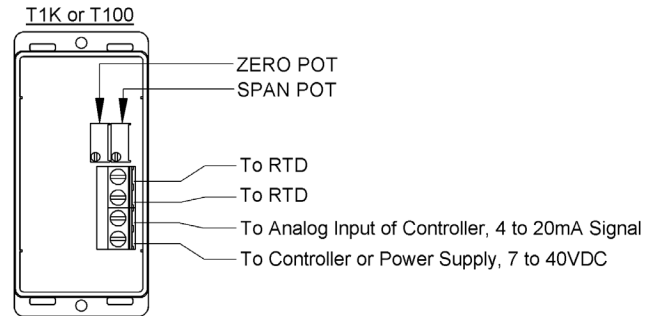 T1K or T100
ZERO POT
SPAN POT
To RTD
To RTD
To Analog Input of Controller, 4 to 20mA Signal
To Controller or Power Supply, 7 to 40VDC